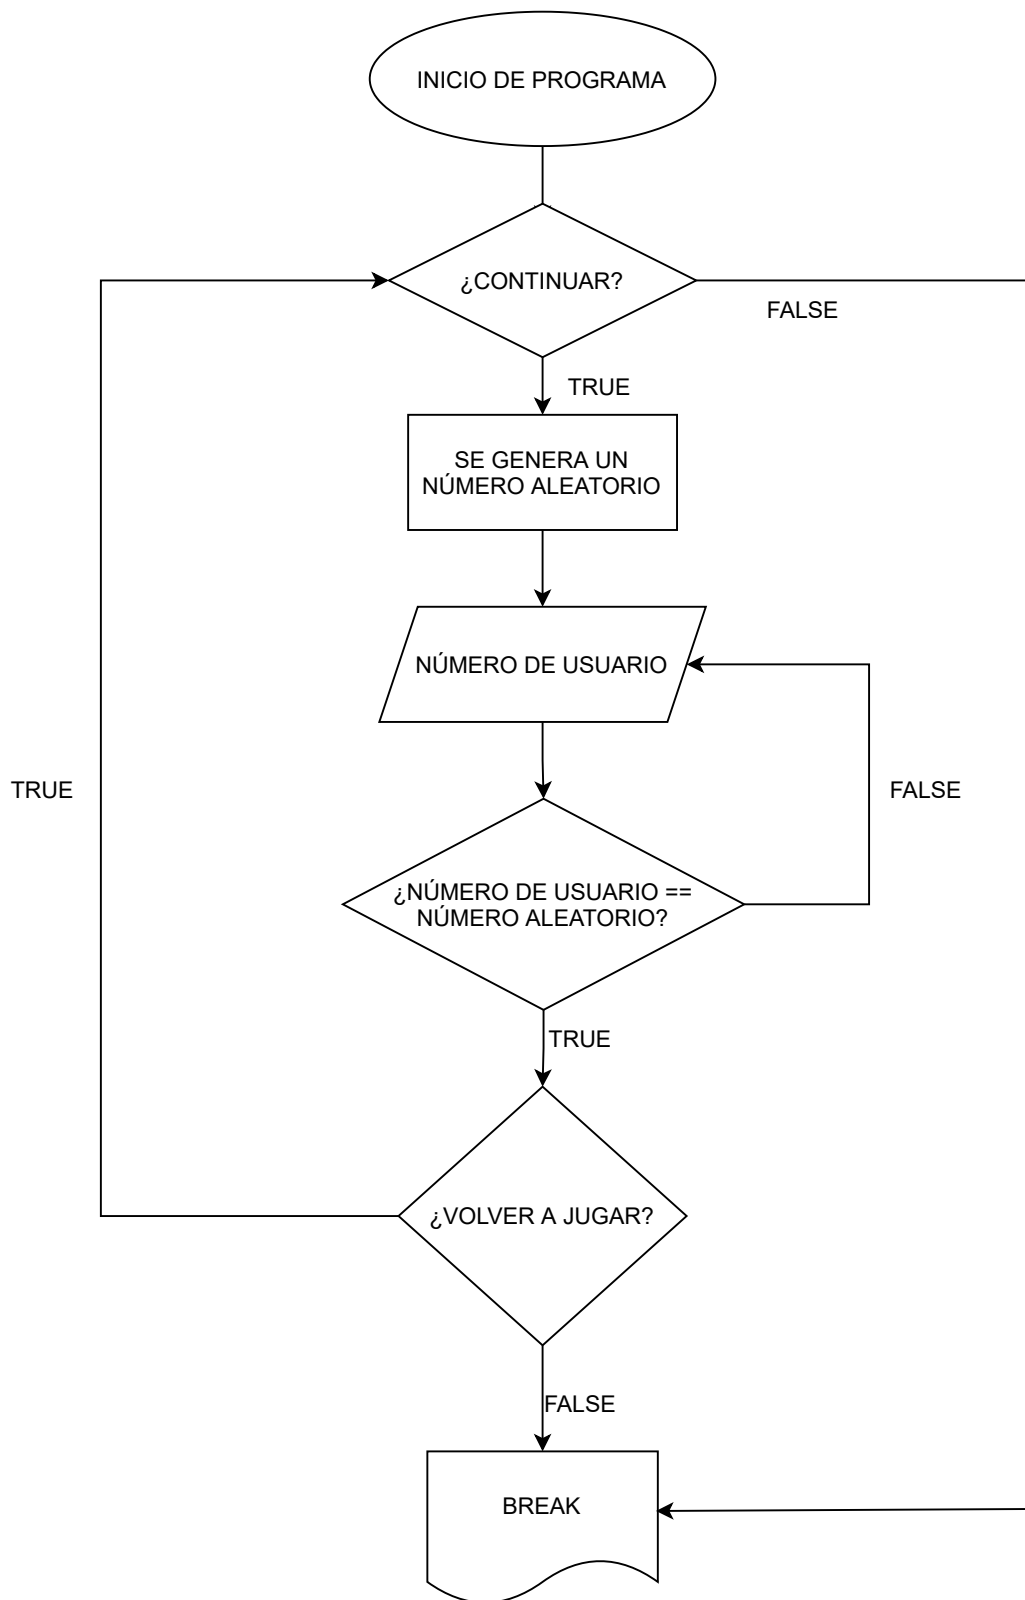 INICIO DE PROGRAMA
¿CONTINUAR?
FALSE
TRUE
SE GENERA UN
NÚMERO ALEATORIO
NÚMERO DE USUARIO
TRUE
FALSE
¿NÚMERO DE USUARIO ==
NÚMERO ALEATORIO?
TRUE
¿VOLVER A JUGAR?
FALSE
BREAK